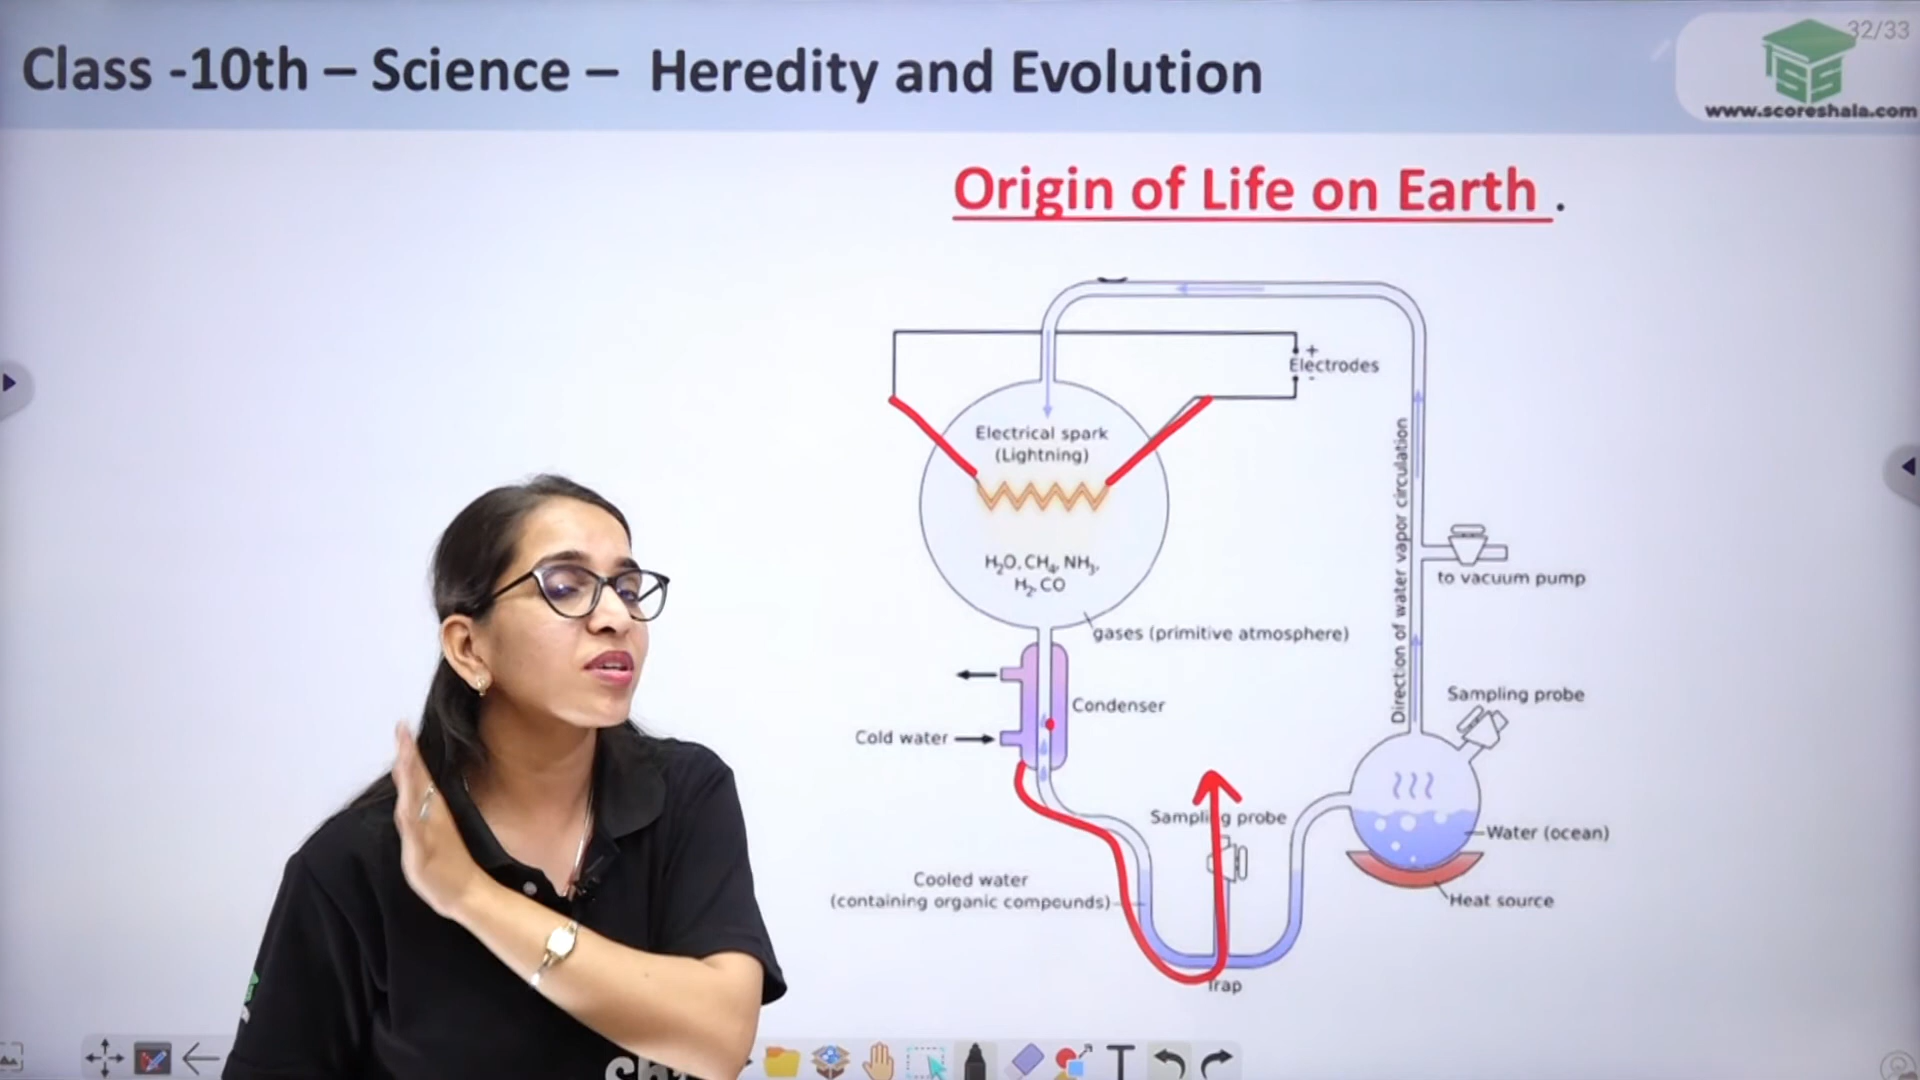 Class -10th – Science – Heredity and Evolution
32/33
SS
www.scoreshala.com
Origin of Life on Earth .
+
Electrodes
-
Electrical spark
(Lightning)
H₂O, CH₄, NH₃,
H₂, CO
gases (primitive atmosphere)
Direction of water vapor circulation
to vacuum pump
Sampling probe
Condenser
Cold water
Sampling probe
Water (ocean)
Cooled water
(containing organic compounds)
Heat source
Trap
T